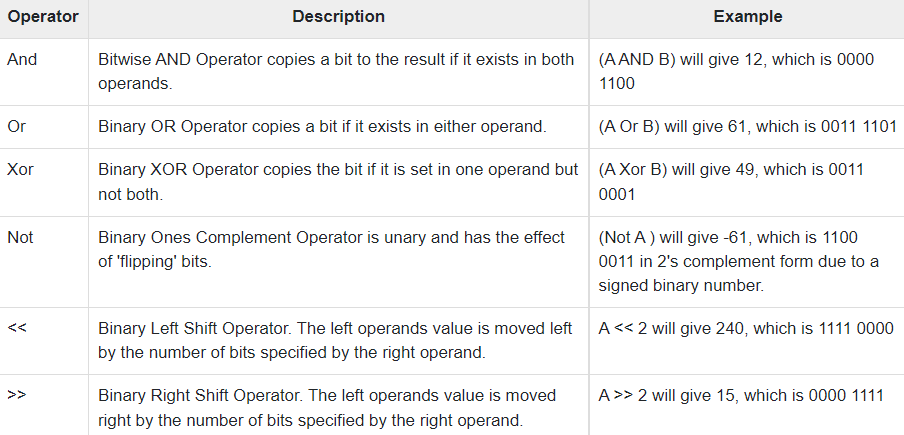 Operator Description Example
And Bitwise AND Operator copies a bit to the result if it exists in both (A AND B) will give 12, which is 0000
operands. 1100
Or Binary OR Operator copies a bit if it exists in either operand. (A Or B) will give 61, which is 0011 1101
Xor Binary XOR Operator copies the bit if it is set in one operand but (A Xor B) will give 49, which is 0011
not both. 0001
Not Binary Ones Complement Operator is unary and has the effect (Not A ) will give -61, which is 1100
of 'flipping' bits. 0011 in 2's complement form due to a
signed binary number.
<< Binary Left Shift Operator. The left operands value is moved left A << 2 will give 240, which is 1111 0000
by the number of bits specified by the right operand.
>> Binary Right Shift Operator. The left operands value is moved A >> 2 will give 15, which is 0000 1111
right by the number of bits specified by the right operand.